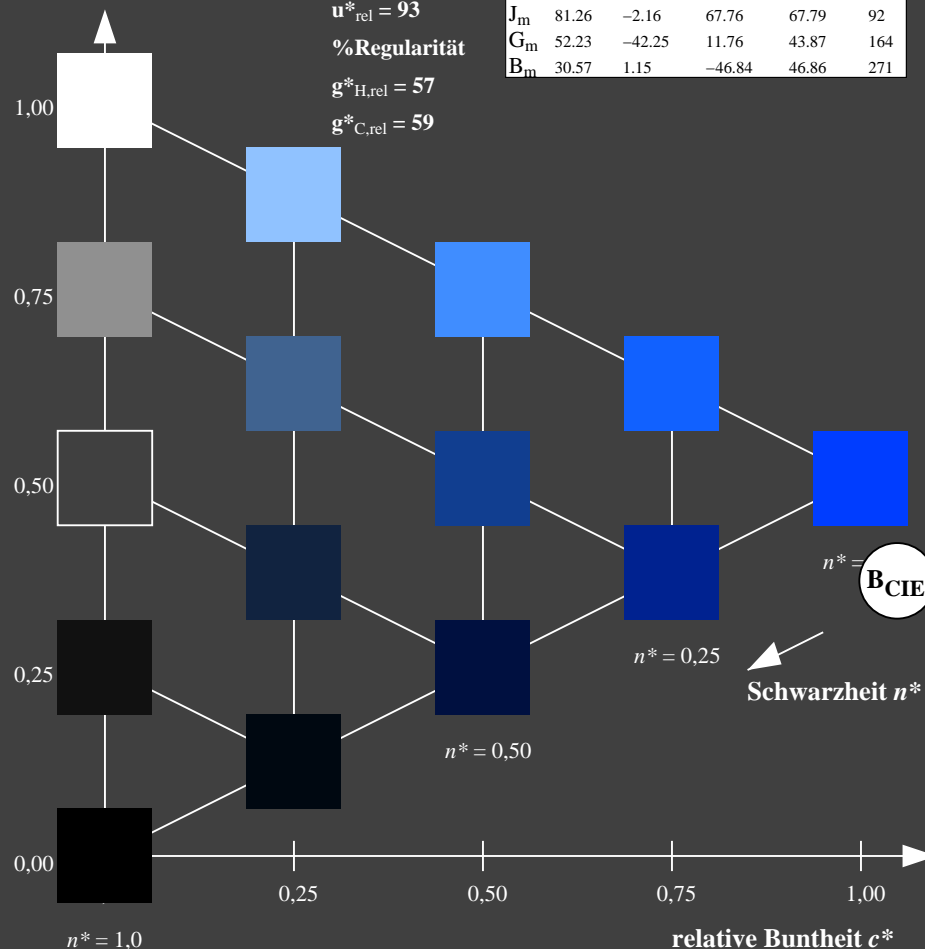 u*rel = 93
%Regularität
g*H,rel = 57
g*C,rel = 59
Jm 81.26 −2.16 67.76 67.79 92
Gm 52.23 −42.25 11.76 43.87 164
Bm 30.57 1.15 −46.84 46.86 271
1,00
0,75
0,50
n* =
BCIE
n* = 0,25
0,25
Schwarzheit n*
n* = 0,50
0,00
0,25 0,50 0,75 1,00
n* = 1,0
relative Buntheit c*